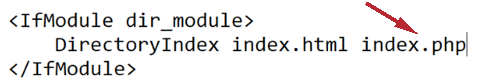 <IfModule dir_module>
    DirectoryIndex index.html index.php
</IfModule>